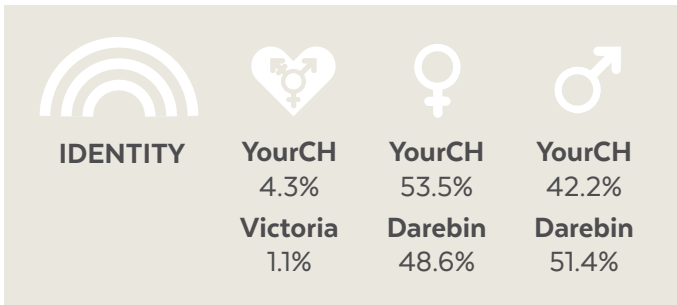 IDENTITY
YourCH
4.3%
Victoria
1.1%
YourCH
53.5%
Darebin
48.6%
YourCH
42.2%
Darebin
51.4%